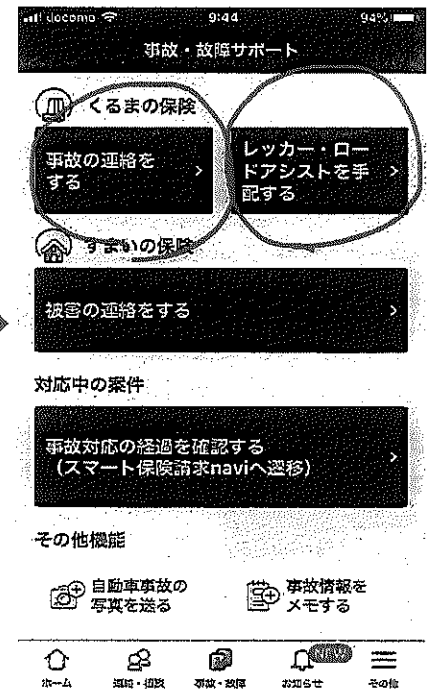 docomo 9:44 94%
事故・故障サポート
くるまの保険
事故の連絡を
する
レッカー・ロー
ドアシストを手
配する
すまいの保険
被害の連絡をする
対応中の案件
事故対応の経過を確認する
（スマート保険請求naviへ遷移）
その他機能
自動車事故の
写真を送る
事故情報を
メモする
NEW
ホーム 連絡・相談 事故・故障 お知らせ その他